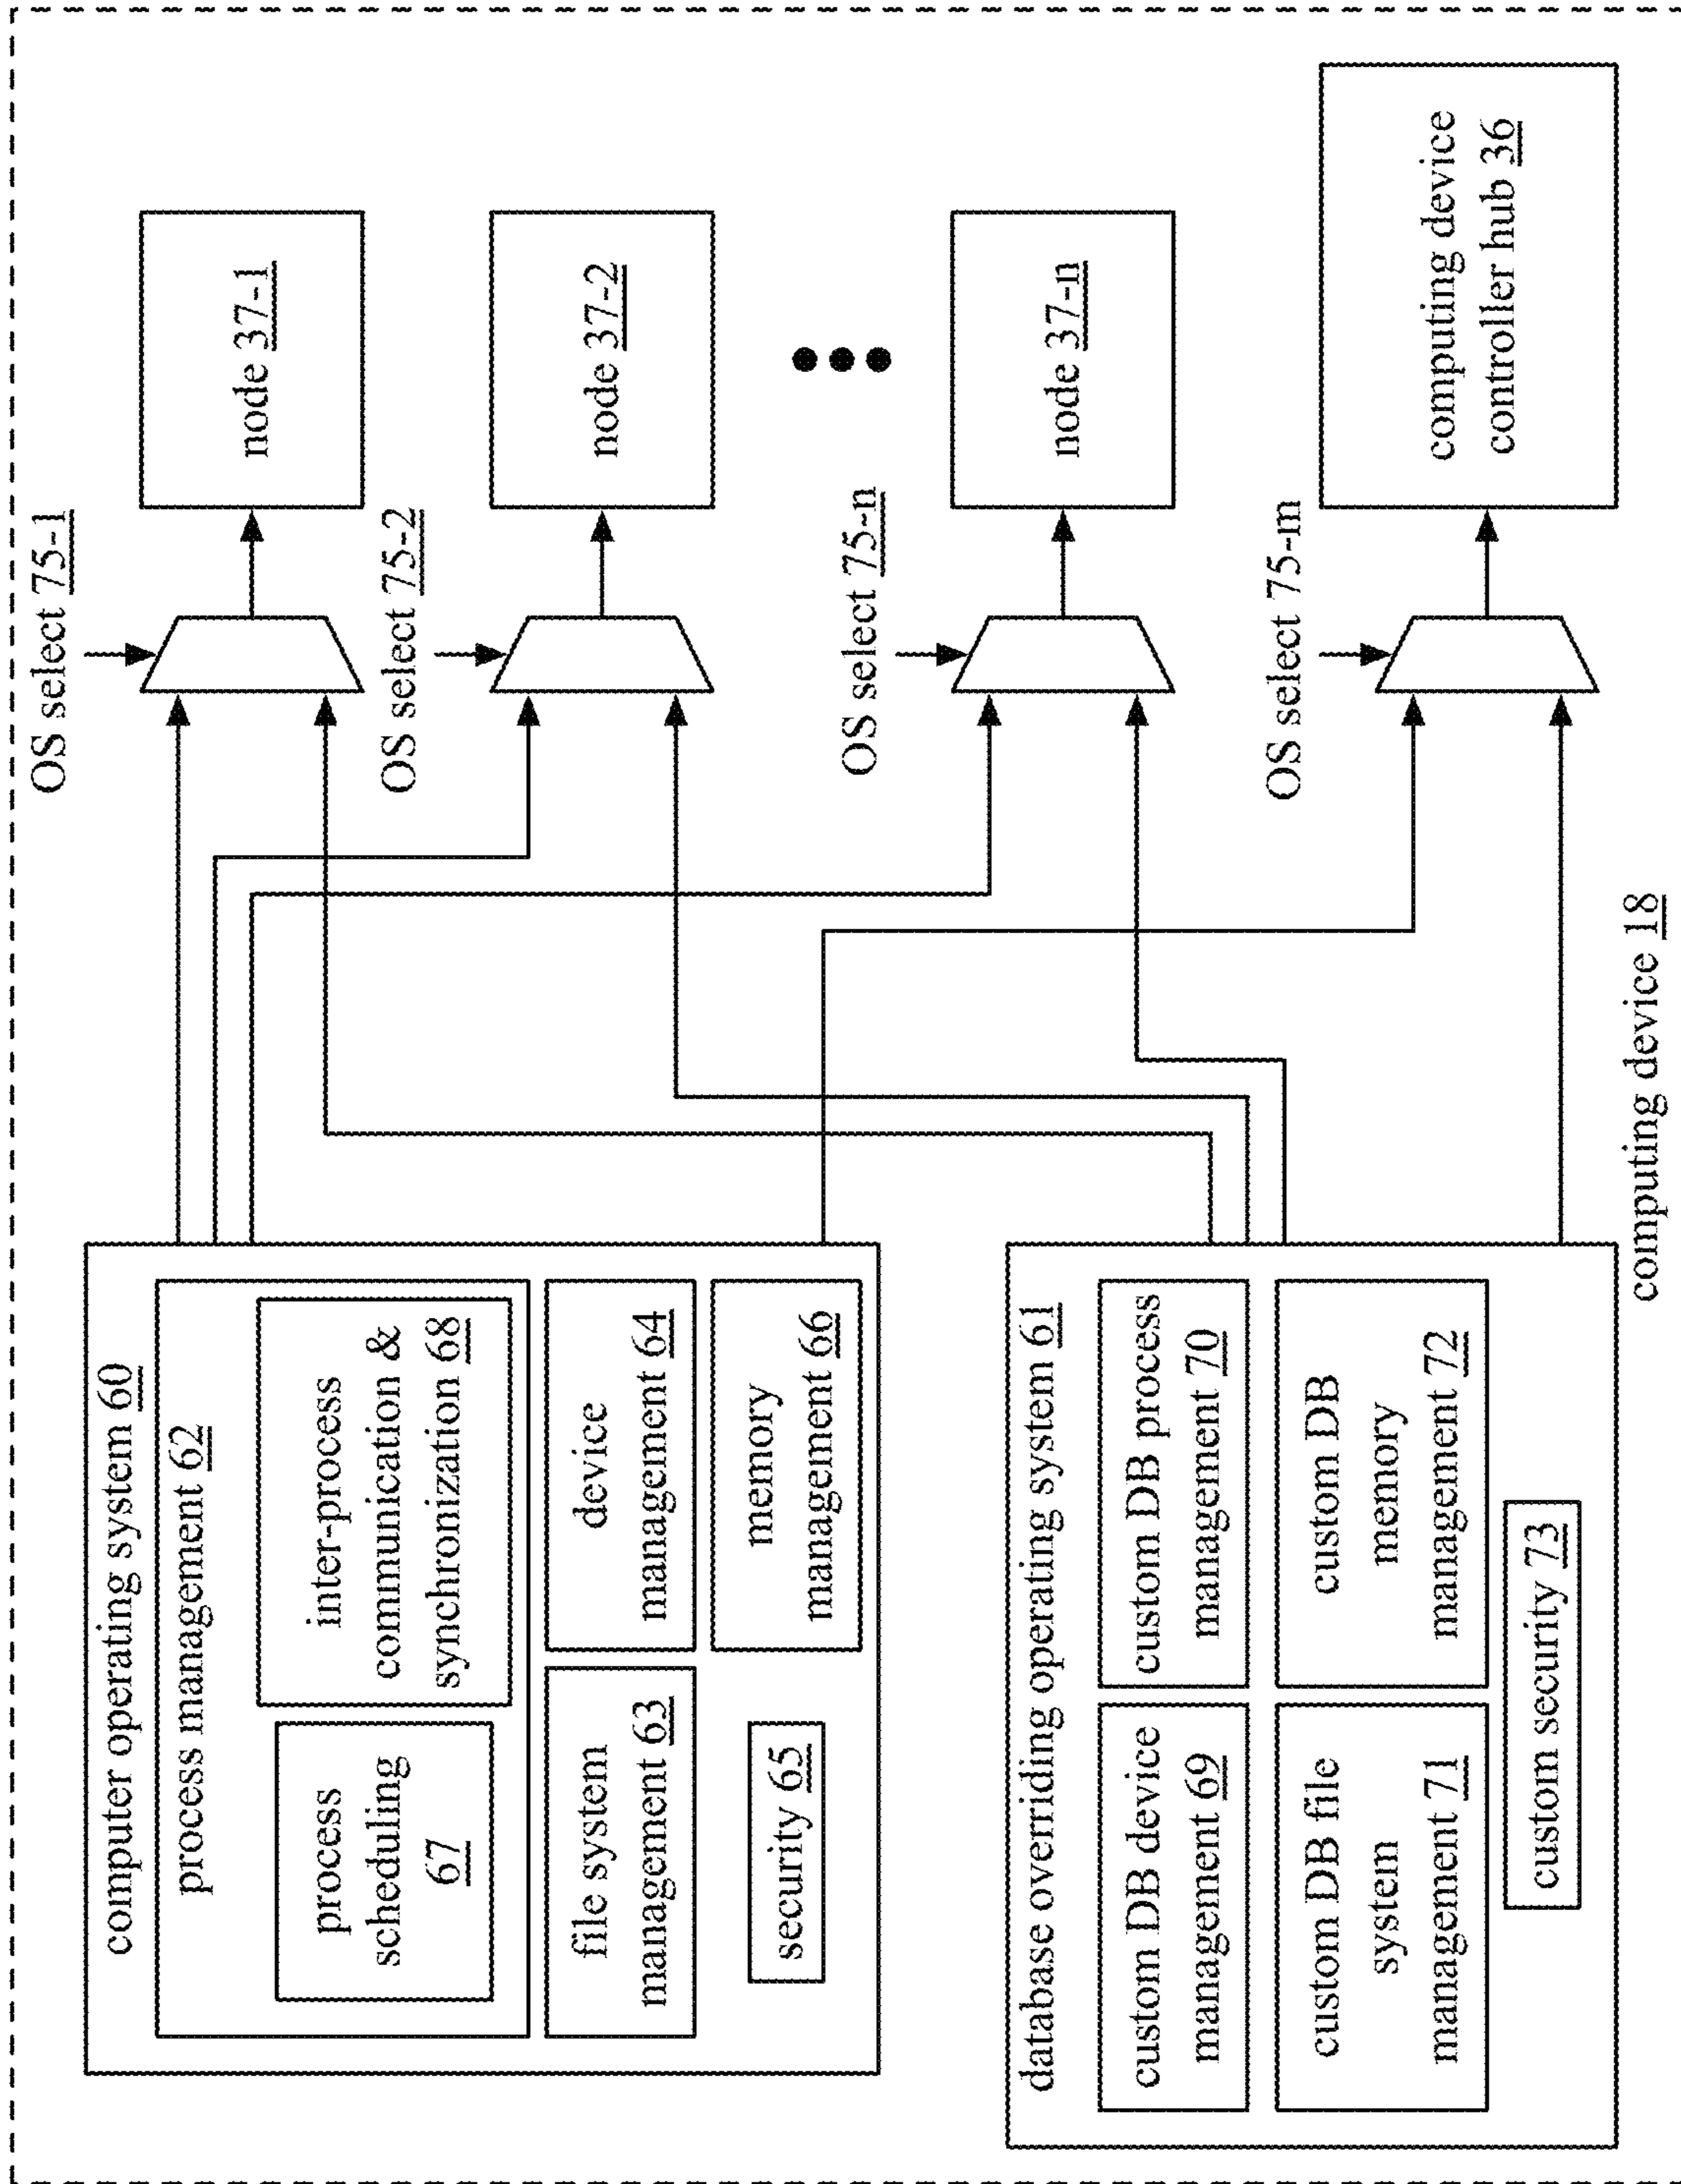 computer operating system 60
process management 62
process
scheduling
67
inter-process
communication &
synchronization 68
file system
management 63
device
management 64
security 65
memory
management 66
database overriding operating system 61
custom DB device
management 69
custom DB process
management 70
custom DB file
system
management 71
custom DB
memory
management 72
custom security 73
OS select 75-1
node 37-1
OS select 75-2
node 37-2
OS select 75-n
node 37-n
OS select 75-m
computing device
controller hub 36
computing device 18